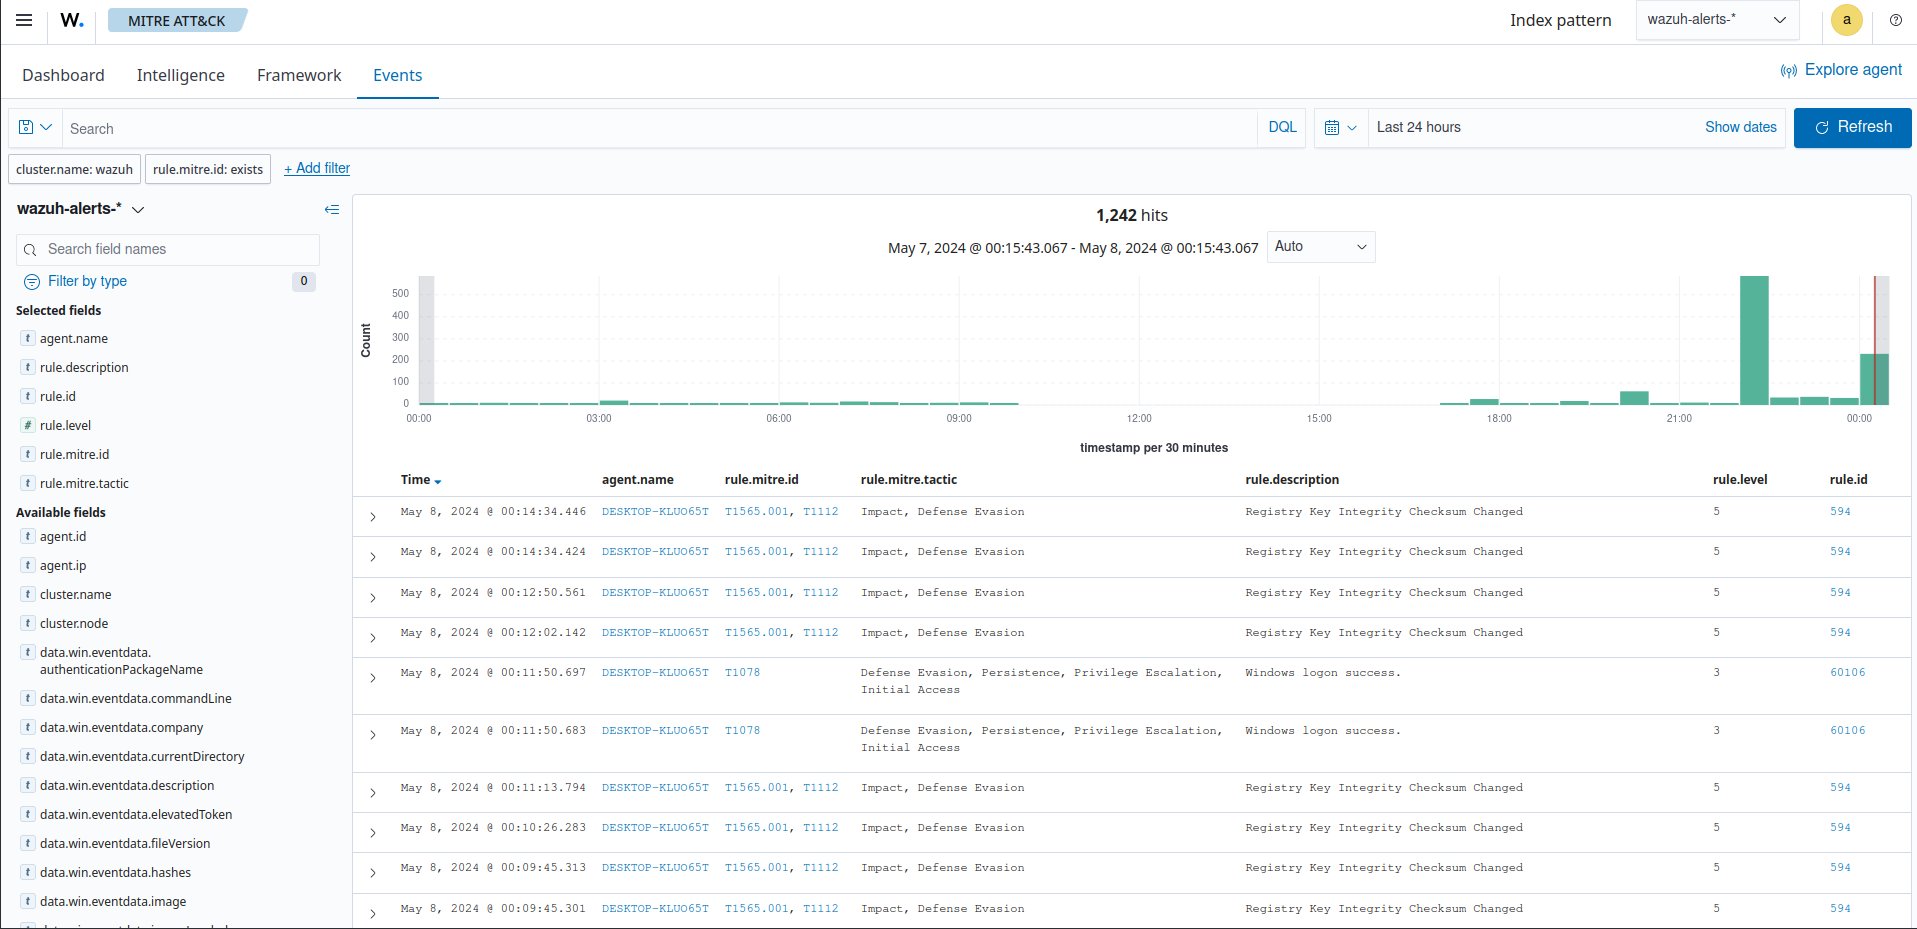 W. MITRE ATT&CK Index pattern wazuh-alerts-* a
Dashboard Intelligence Framework Events Explore agent
Search DQL Last 24 hours Show dates Refresh
cluster.name: wazuh rule.mitre.id: exists + Add filter
wazuh-alerts-*
Search field names
Filter by type 0
Selected fields
t agent.name
t rule.description
t rule.id
# rule.level
t rule.mitre.id
t rule.mitre.tactic
Available fields
t agent.id
t agent.ip
t cluster.name
t cluster.node
t data.win.eventdata.
authenticationPackageName
t data.win.eventdata.commandLine
t data.win.eventdata.company
t data.win.eventdata.currentDirectory
t data.win.eventdata.description
t data.win.eventdata.elevatedToken
t data.win.eventdata.fileVersion
t data.win.eventdata.hashes
t data.win.eventdata.image
1,242 hits
May 7, 2024 @ 00:15:43.067 - May 8, 2024 @ 00:15:43.067 Auto
Count
500
400
300
200
100
0
00:00 03:00 06:00 09:00 12:00 15:00 18:00 21:00 00:00
timestamp per 30 minutes
Time agent.name rule.mitre.id rule.mitre.tactic rule.description rule.level rule.id
May 8, 2024 @ 00:14:34.446 DESKTOP-KLUO65T T1565.001, T1112 Impact, Defense Evasion Registry Key Integrity Checksum Changed 5 594
May 8, 2024 @ 00:14:34.424 DESKTOP-KLUO65T T1565.001, T1112 Impact, Defense Evasion Registry Key Integrity Checksum Changed 5 594
May 8, 2024 @ 00:12:50.561 DESKTOP-KLUO65T T1565.001, T1112 Impact, Defense Evasion Registry Key Integrity Checksum Changed 5 594
May 8, 2024 @ 00:12:02.142 DESKTOP-KLUO65T T1565.001, T1112 Impact, Defense Evasion Registry Key Integrity Checksum Changed 5 594
May 8, 2024 @ 00:11:50.697 DESKTOP-KLUO65T T1078 Defense Evasion, Persistence, Privilege Escalation, Windows logon success. 3 60106
Initial Access
May 8, 2024 @ 00:11:50.683 DESKTOP-KLUO65T T1078 Defense Evasion, Persistence, Privilege Escalation, Windows logon success. 3 60106
Initial Access
May 8, 2024 @ 00:11:13.794 DESKTOP-KLUO65T T1565.001, T1112 Impact, Defense Evasion Registry Key Integrity Checksum Changed 5 594
May 8, 2024 @ 00:10:26.283 DESKTOP-KLUO65T T1565.001, T1112 Impact, Defense Evasion Registry Key Integrity Checksum Changed 5 594
May 8, 2024 @ 00:09:45.313 DESKTOP-KLUO65T T1565.001, T1112 Impact, Defense Evasion Registry Key Integrity Checksum Changed 5 594
May 8, 2024 @ 00:09:45.301 DESKTOP-KLUO65T T1565.001, T1112 Impact, Defense Evasion Registry Key Integrity Checksum Changed 5 594